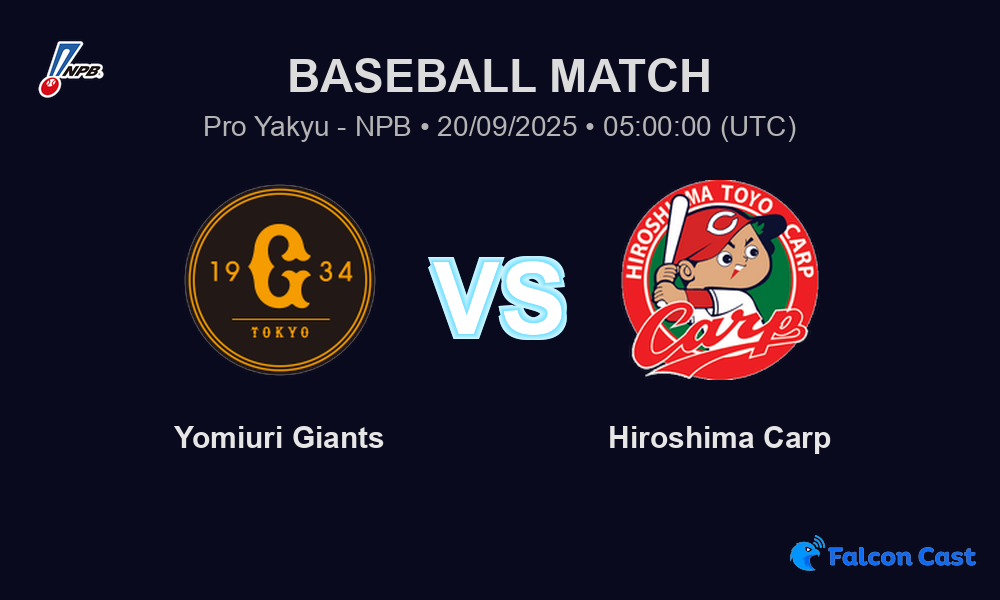 NPB
BASEBALL MATCH
Pro Yakyu - NPB • 20/09/2025 • 05:00:00 (UTC)
19 G 34
TOKYO
VS
HIROSHIMA TOYO CARP
C
Carp
Yomiuri Giants
Hiroshima Carp
Falcon Cast